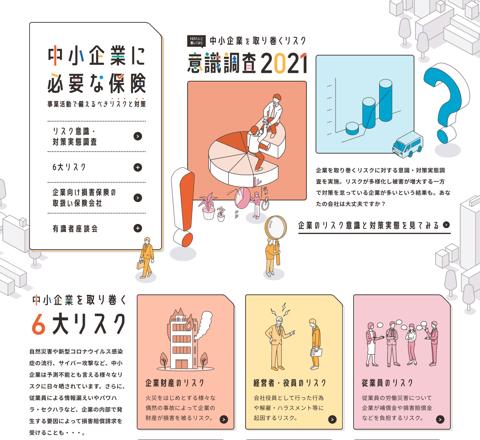 中小企業に
必要な保険
事業活動で備えるべきリスクと対策
リスク意識・
対策実態調査
6大リスク
企業向け損害保険の
取扱い保険会社
有識者座談会
中小企業を取り巻くリスク
意識調査2021
企業を取り巻くリスクに対する意識・対策実態調
査を実施。リスクが多様化し被害が増大する一方
で対策を怠っている企業が多いという結果も。あな
たの会社は大丈夫ですか？
企業のリスク意識と対策実態を見てみる
中小企業を取り巻く
6大リスク
自然災害や新型コロナウイルス感染
症の流行、サイバー攻撃など、中小
企業は予測不能とも言える様々なリ
スクに日々晒されています。さらに、
従業員による情報漏えいやパワハ
ラ・セクハラなど、企業の内部で発
生する要因によって損害賠償請求を
受けることも・・・。
企業財産のリスク
火災をはじめとする様々な
偶然の事故によって企業の
財産が損害を被るリスク。
経営者・役員のリスク
会社役員として行った行為
や解雇・ハラスメント等に
起因するリスク。
従業員のリスク
従業員の労働災害について
企業が補償金や損害賠償金
などを負担するリスク。